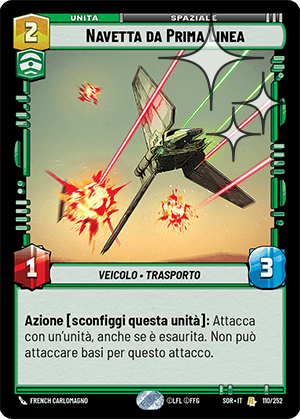 2
UNITÀ
SPAZIALE
NAVETTA DA PRIMA LINEA
1
3
VEICOLO • TRASPORTO
Azione [sconfiggi questa unità]: Attacca
con un'unità, anche se è esaurita. Non può
attaccare basi per questo attacco.
FRENCH CARLOMAGNO
©LFL ©FFG
SOR • IT
R
110/252